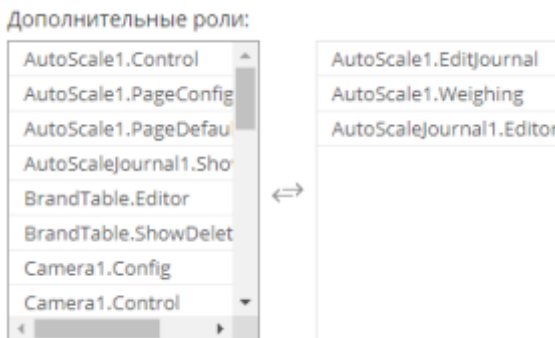 Дополнительные роли:
AutoScale1.Control
AutoScale1.PageConfig
AutoScale1.PageDefau
AutoScaleJournal1.Sho
BrandTable.Editor
BrandTable.ShowDelet
Camera1.Config
Camera1.Control
AutoScale1.EditJournal
AutoScale1.Weighing
AutoScaleJournal1.Editor